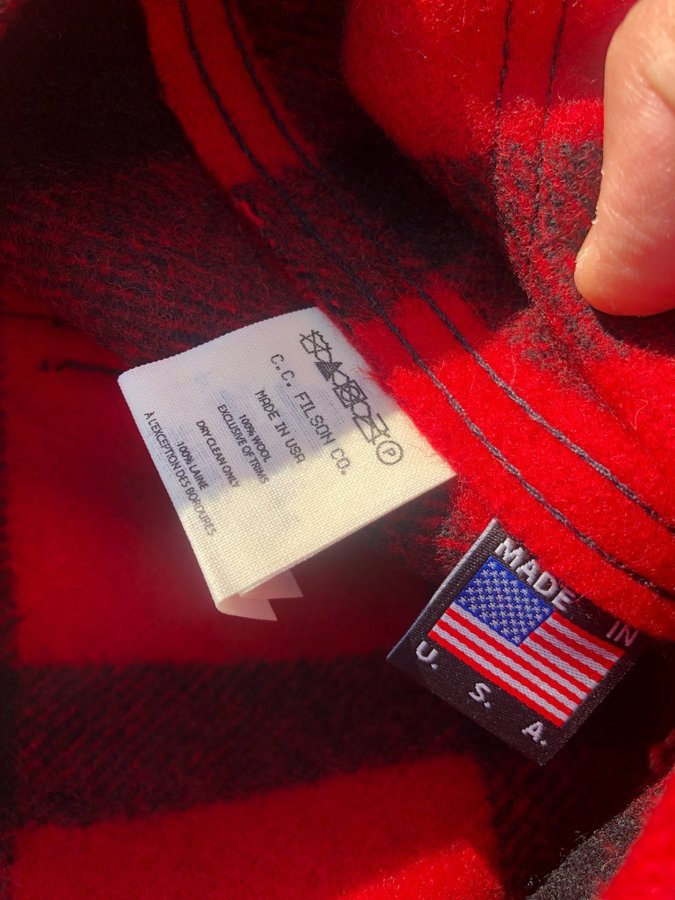 C.C. FILSON CO.
MADE IN USA
100% WOOL
EXCLUSIVE OF TRIMS
DRY CLEAN ONLY
100% LAINE
À L'EXCEPTION DES BORDURES
P
MADE IN
U. S. A.